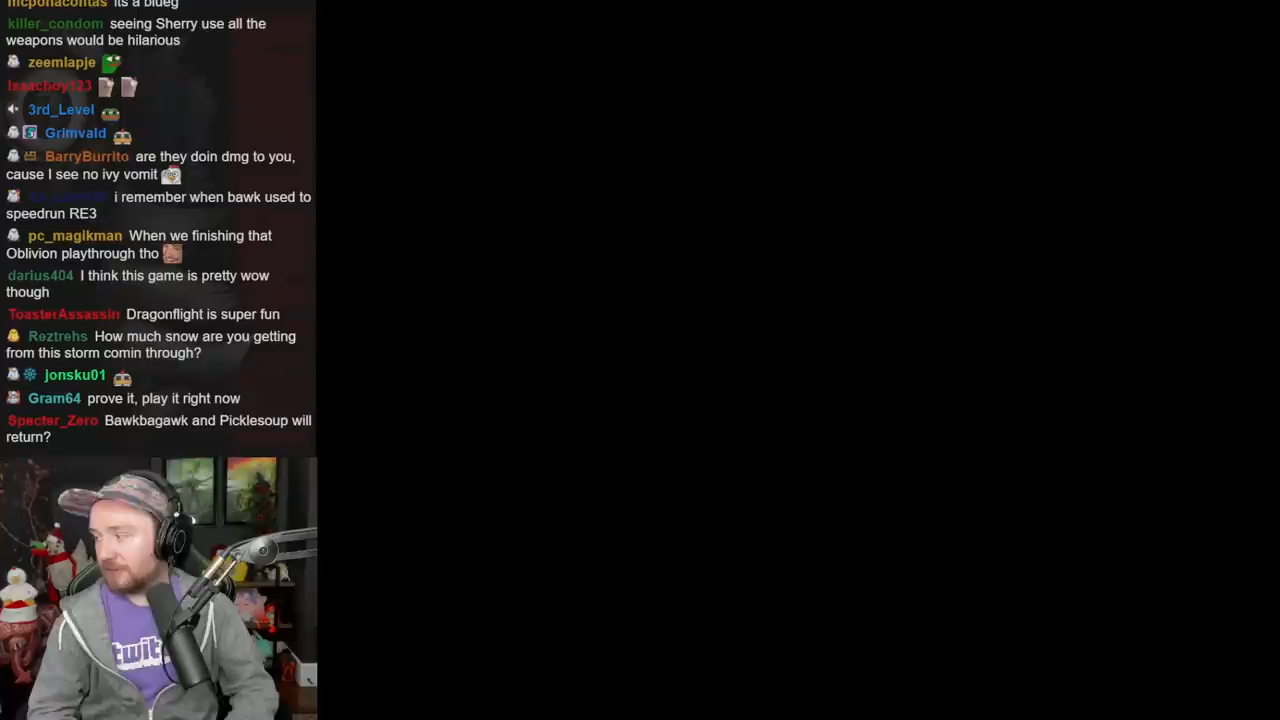 mcpohacontas its a blueg
killer_condom seeing Sherry use all the
weapons would be hilarious
zeemlapje
Isaacboy123
3rd_Level
Grimvald
BarryBurrito are they doin dmg to you,
cause I see no ivy vomit
i remember when bawk used to
speedrun RE3
pc_magikman When we finishing that
Oblivion playthrough tho
darius404 I think this game is pretty wow
though
ToasterAssassin Dragonflight is super fun
Reztrehs How much snow are you getting
from this storm comin through?
jonsku01
Gram64 prove it, play it right now
Specter_Zero Bawkbagawk and Picklesoup will
return?
twit